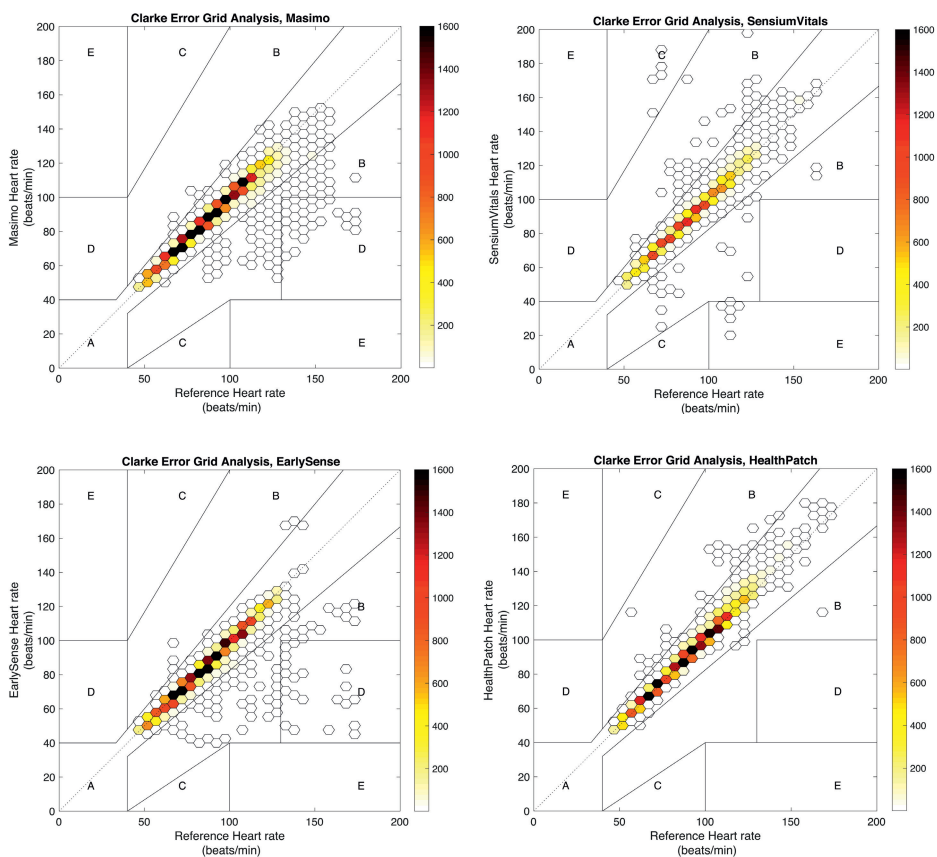 Clarke Error Grid Analysis, Masimo
200
180
160
140
120
100
80
60
40
20
0
0
50
100
150
200
E
C
B
B
D
D
A
C
E
Masimo Heart rate
(beats/min)
Reference Heart rate
(beats/min)
1600
1400
1200
1000
800
600
400
200
Clarke Error Grid Analysis, SensiumVitals
200
180
160
140
120
100
80
60
40
20
0
0
50
100
150
200
E
C
B
B
D
D
A
C
E
SensiumVitals Heart rate
(beats/min)
Reference Heart rate
(beats/min)
1600
1400
1200
1000
800
600
400
200
Clarke Error Grid Analysis, EarlySense
200
180
160
140
120
100
80
60
40
20
0
0
50
100
150
200
E
C
B
B
D
D
A
C
E
EarlySense Heart rate
(beats/min)
Reference Heart rate
(beats/min)
1600
1400
1200
1000
800
600
400
200
Clarke Error Grid Analysis, HealthPatch
200
180
160
140
120
100
80
60
40
20
0
0
50
100
150
200
E
C
B
B
D
D
A
C
E
HealthPatch Heart rate
(beats/min)
Reference Heart rate
(beats/min)
1600
1400
1200
1000
800
600
400
200